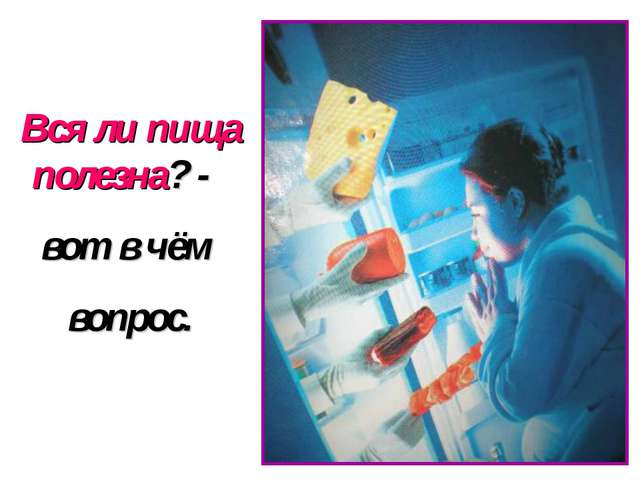 Вся ли пища
полезна? -
вот в чём
вопрос.